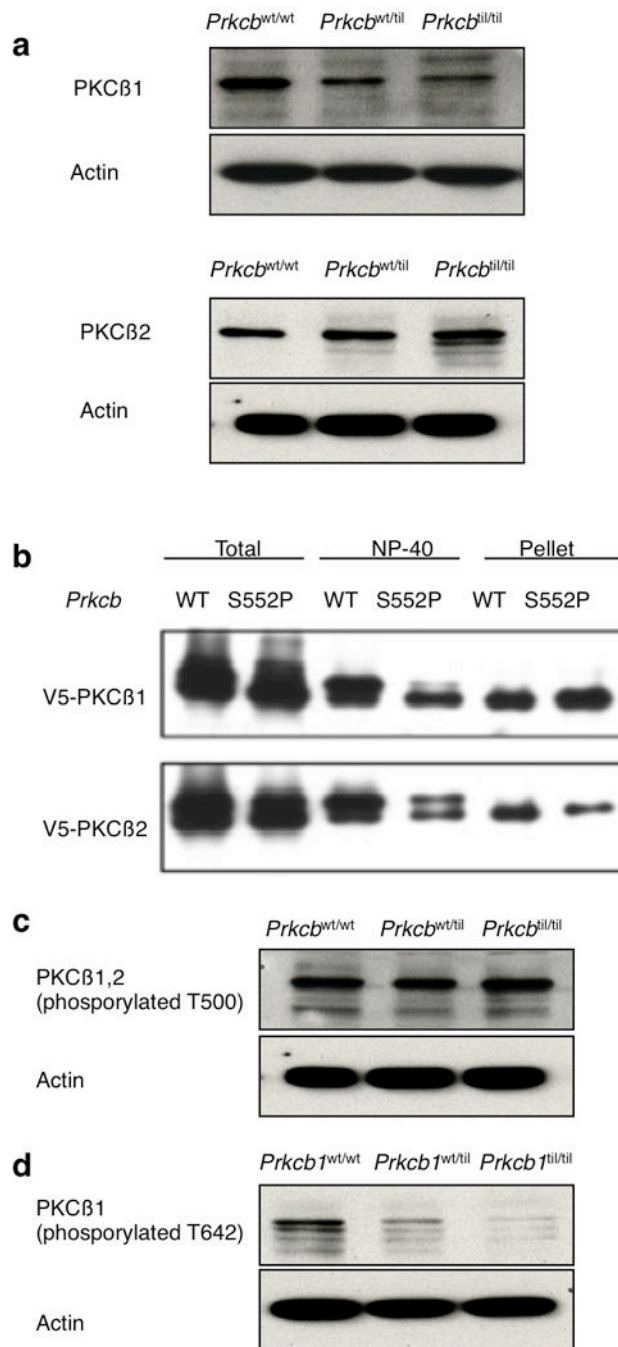 Prkcbwt/wt Prkcbwt/til Prkcbtil/til
a
PKCß1
Actin
Prkcbwt/wt Prkcbwt/til Prkcbtil/til
PKCß2
Actin
b
Total NP-40 Pellet
Prkcb WT S552P WT S552P WT S552P
V5-PKCß1
V5-PKCß2
c
Prkcbwt/wt Prkcbwt/til Prkcbtil/til
PKCß1,2
(phosporylated T500)
Actin
d
Prkcb1wt/wt Prkcb1wt/til Prkcb1til/til
PKCß1
(phosporylated T642)
Actin